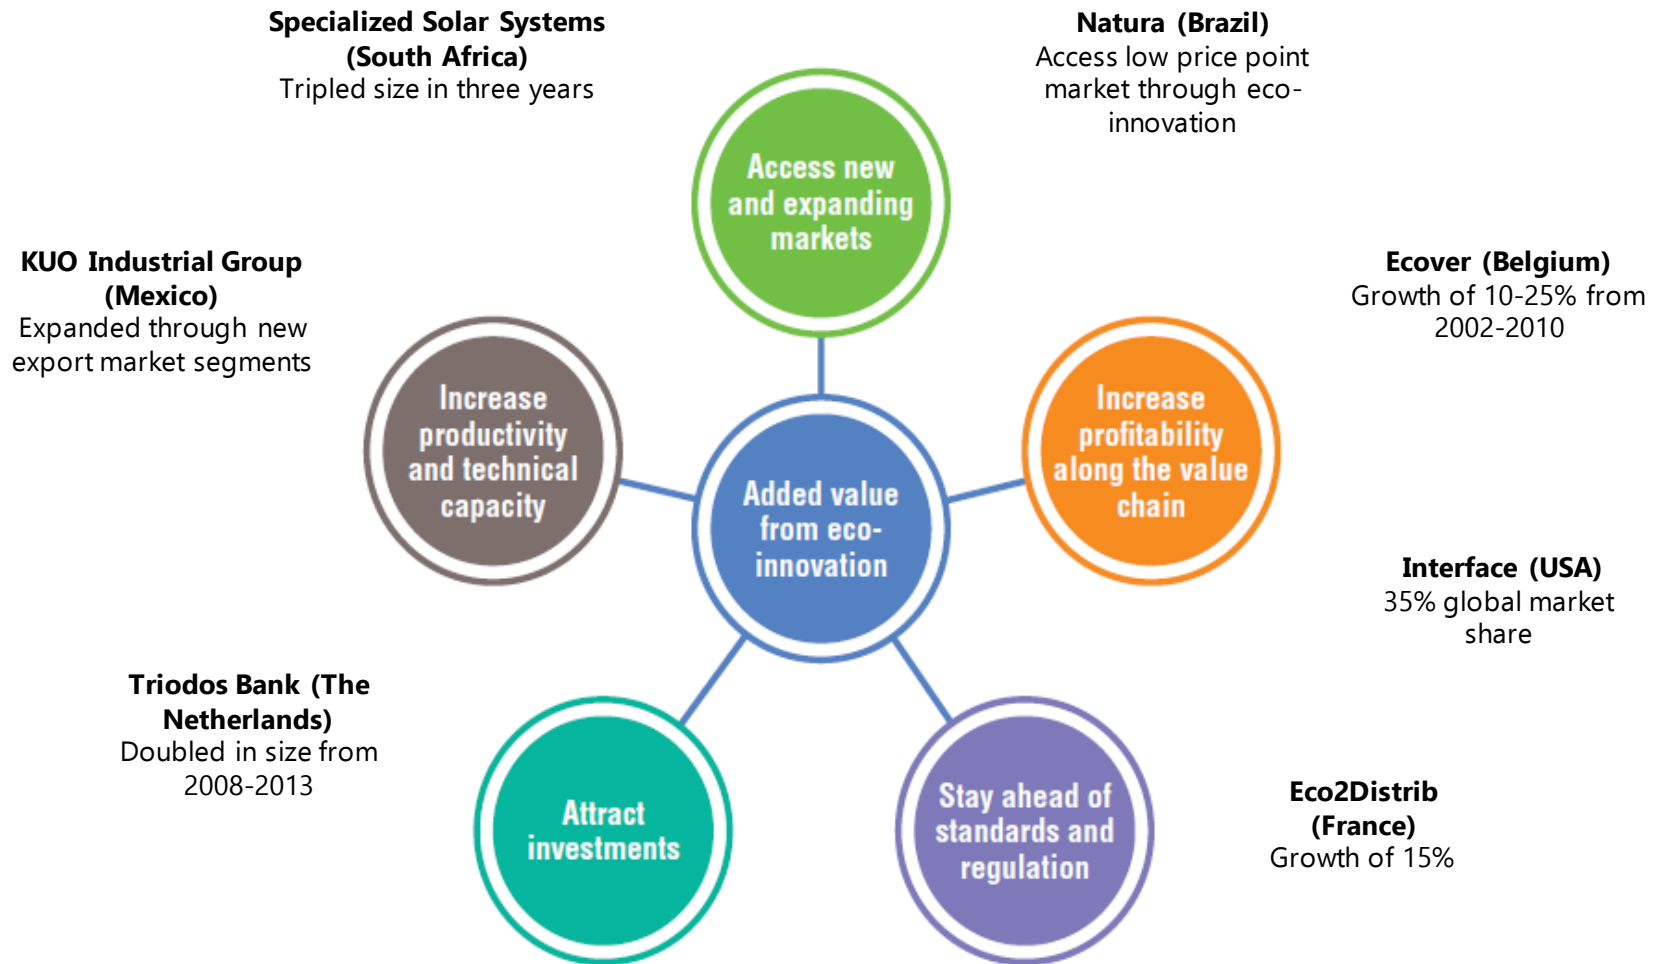 Specialized Solar Systems
(South Africa)
Tripled size in three years
Natura (Brazil)
Access low price point
market through eco-
innovation
Access new
and expanding
markets
KUO Industrial Group
(Mexico)
Expanded through new
export market segments
Ecover (Belgium)
Growth of 10-25% from
2002-2010
Increase
productivity
and technical
capacity
Increase
profitability
along the value
chain
Added value
from eco-
innovation
Interface (USA)
35% global market
share
Triodos Bank (The
Netherlands)
Doubled in size from
2008-2013
Attract
investments
Stay ahead of
standards and
regulation
Eco2Distrib
(France)
Growth of 15%